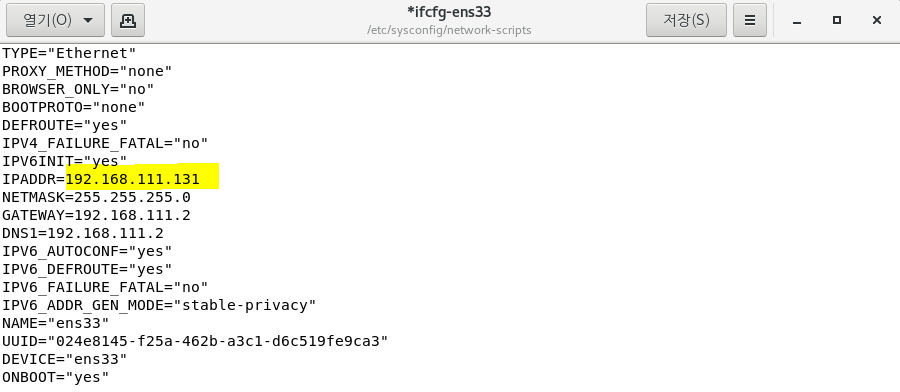 열기(O)
*ifcfg-ens33
/etc/sysconfig/network-scripts
저장(S)
TYPE="Ethernet"
PROXY_METHOD="none"
BROWSER_ONLY="no"
BOOTPROTO="none"
DEFROUTE="yes"
IPV4_FAILURE_FATAL="no"
IPV6INIT="yes"
IPADDR=192.168.111.131
NETMASK=255.255.255.0
GATEWAY=192.168.111.2
DNS1=192.168.111.2
IPV6_AUTOCONF="yes"
IPV6_DEFROUTE="yes"
IPV6_FAILURE_FATAL="no"
IPV6_ADDR_GEN_MODE="stable-privacy"
NAME="ens33"
UUID="024e8145-f25a-462b-a3c1-d6c519fe9ca3"
DEVICE="ens33"
ONBOOT="yes"